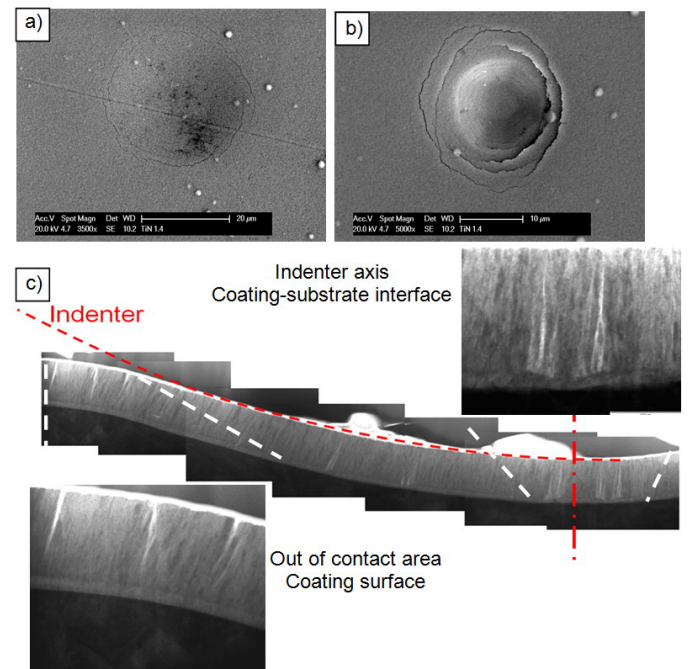 a)
Acc.V Spot Magn Det WD 20 µm
20.0 kV 4.7 3500x SE 10.2 TiN 1.4
b)
Acc.V Spot Magn Det WD 10 µm
20.0 kV 4.7 5000x SE 10.2 TiN 1.4
c)
Indenter axis
Coating-substrate interface
Indenter
Out of contact area
Coating surface